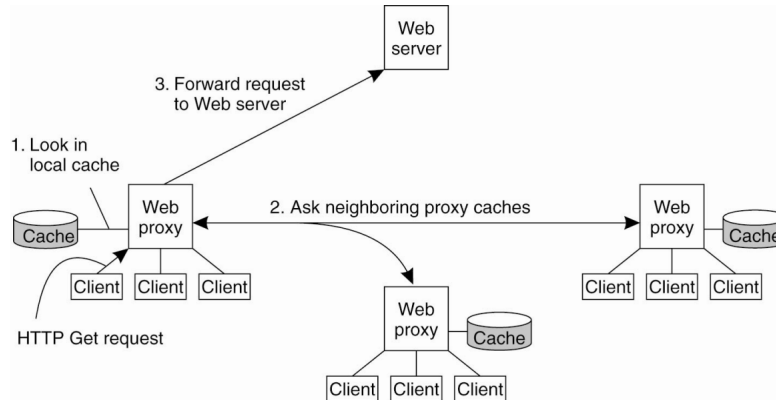 Web
server
3. Forward request
to Web server
1. Look in
local cache
Web
proxy
2. Ask neighboring proxy caches
Web
proxy
Cache
Cache
Client
Client
Client
Client
Client
Client
Web
proxy
HTTP Get request
Cache
Client
Client
Client